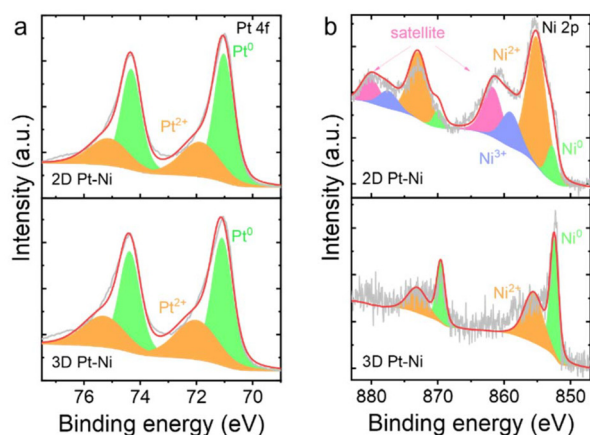 a
Pt 4f
Pt⁰
Pt²⁺
2D Pt-Ni
Pt⁰
Pt²⁺
3D Pt-Ni
Intensity (a.u.)
76 74 72 70
Binding energy (eV)
b
Ni 2p
satellite
Ni²⁺
Ni³⁺
Ni⁰
2D Pt-Ni
Ni⁰
Ni²⁺
3D Pt-Ni
Intensity (a.u.)
880 870 860 850
Binding energy (eV)